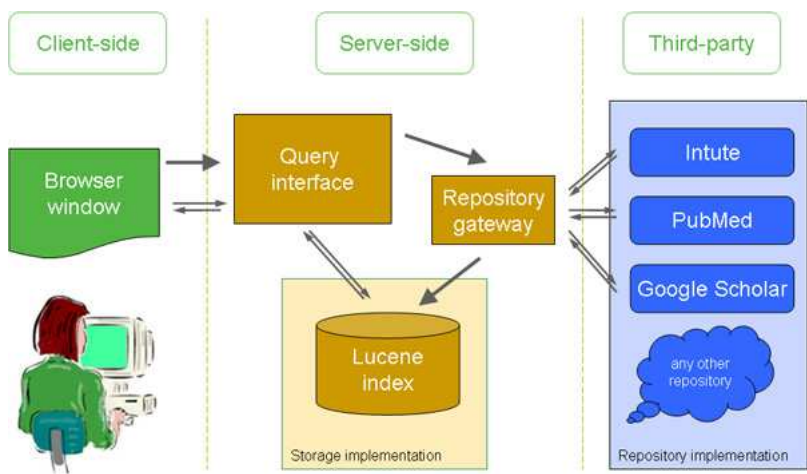 Client-side
Server-side
Third-party
Browser
window
Query
interface
Repository
gateway
Intute
PubMed
Google Scholar
any other
repository
Lucene
index
Storage implementation
Repository implementation